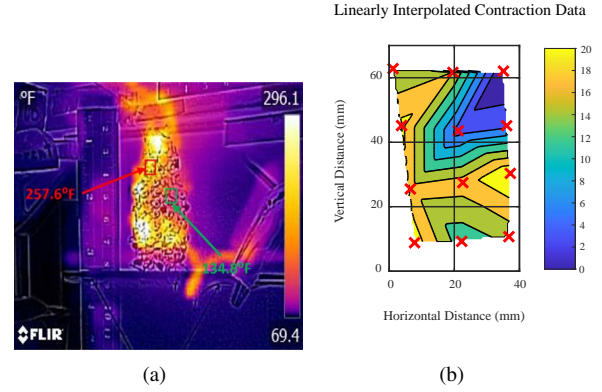 Linearly Interpolated Contraction Data
°F
296.1
257.6°F
134.8°F
FLIR
69.4
60
40
20
0
Vertical Distance (mm)
0
20
40
Horizontal Distance (mm)
20
18
16
14
12
10
8
6
4
2
0
(a)
(b)